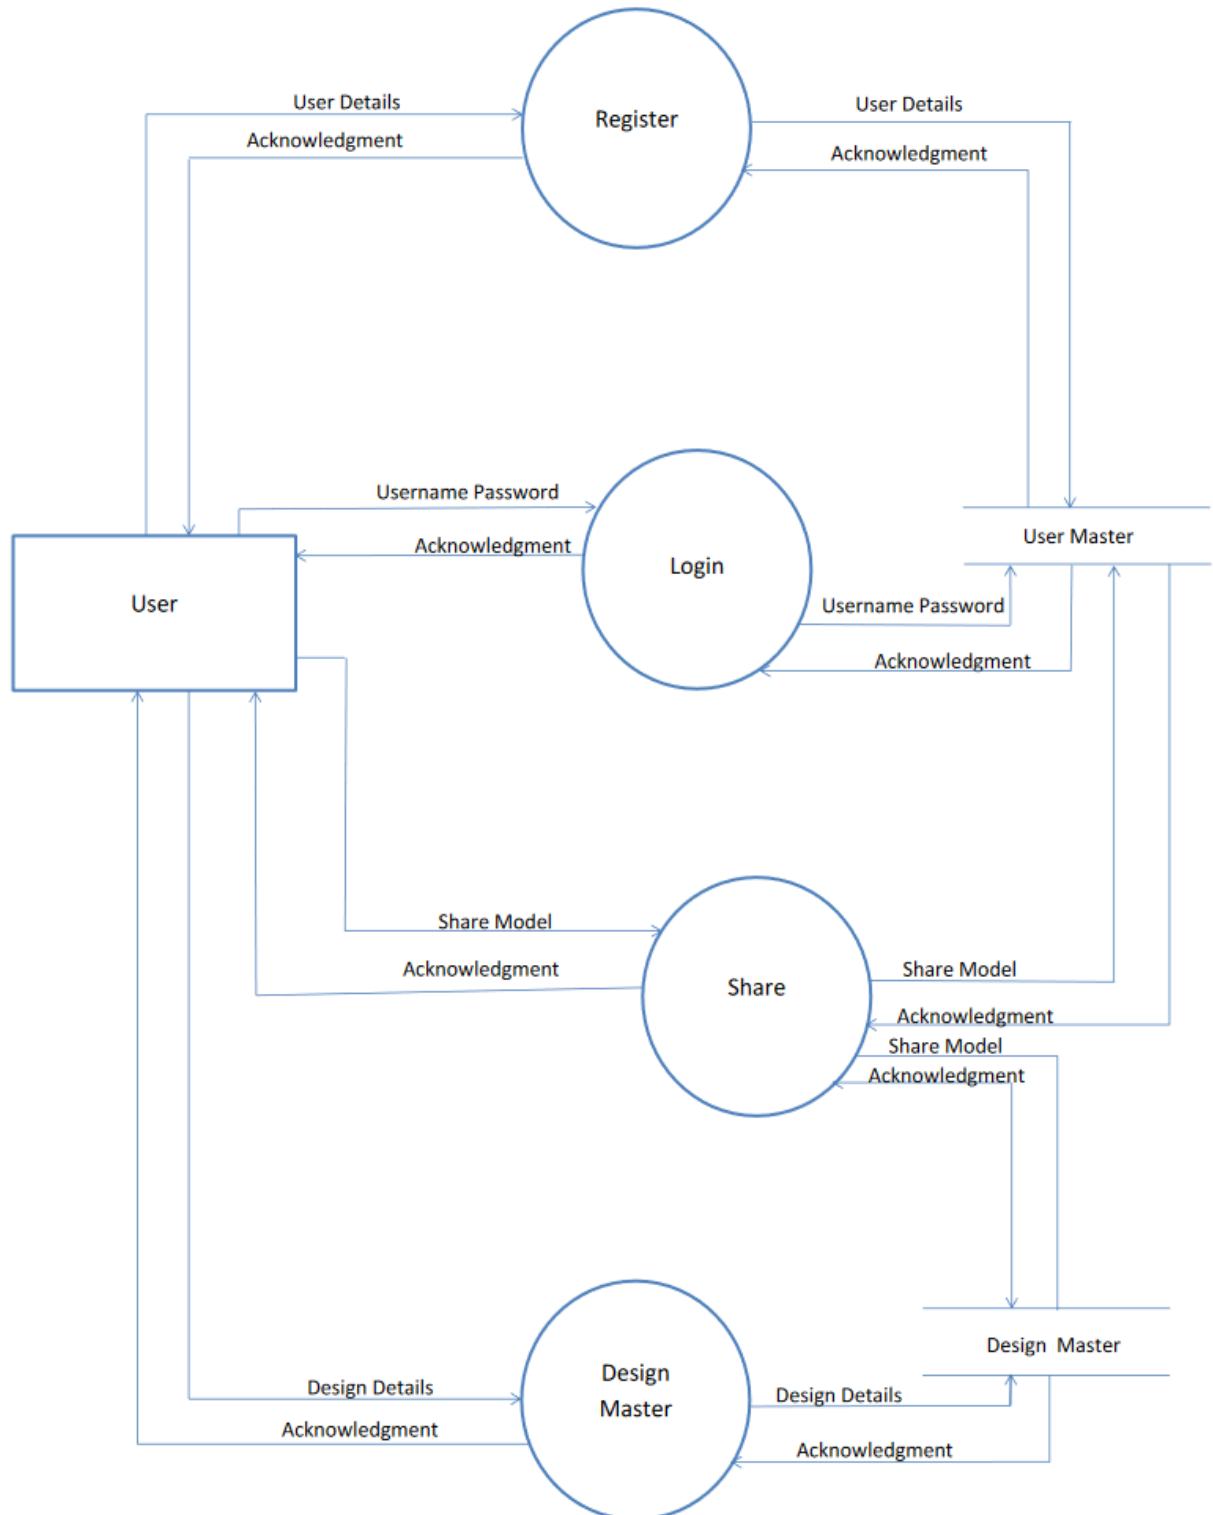 User Details
User Details
Register
Acknowledgment
Acknowledgment
Username Password
User Master
Acknowledgment
Login
User
Username Password
Acknowledgment
Share Model
Acknowledgment
Share Model
Share
Acknowledgment
Share Model
Acknowledgment
Design Master
Design
Master
Design Details
Design Details
Acknowledgment
Acknowledgment